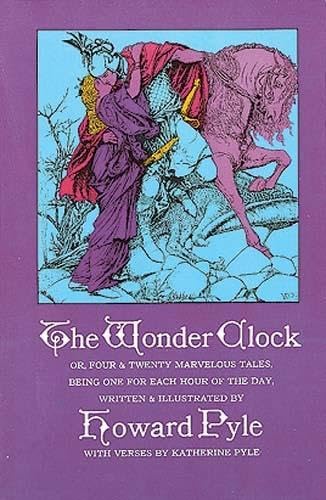 The Wonder Clock
OR, FOUR & TWENTY MARVELOUS TALES,
BEING ONE FOR EACH HOUR OF THE DAY,
WRITTEN & ILLUSTRATED BY
Howard Pyle
WITH VERSES BY KATHERINE PYLE